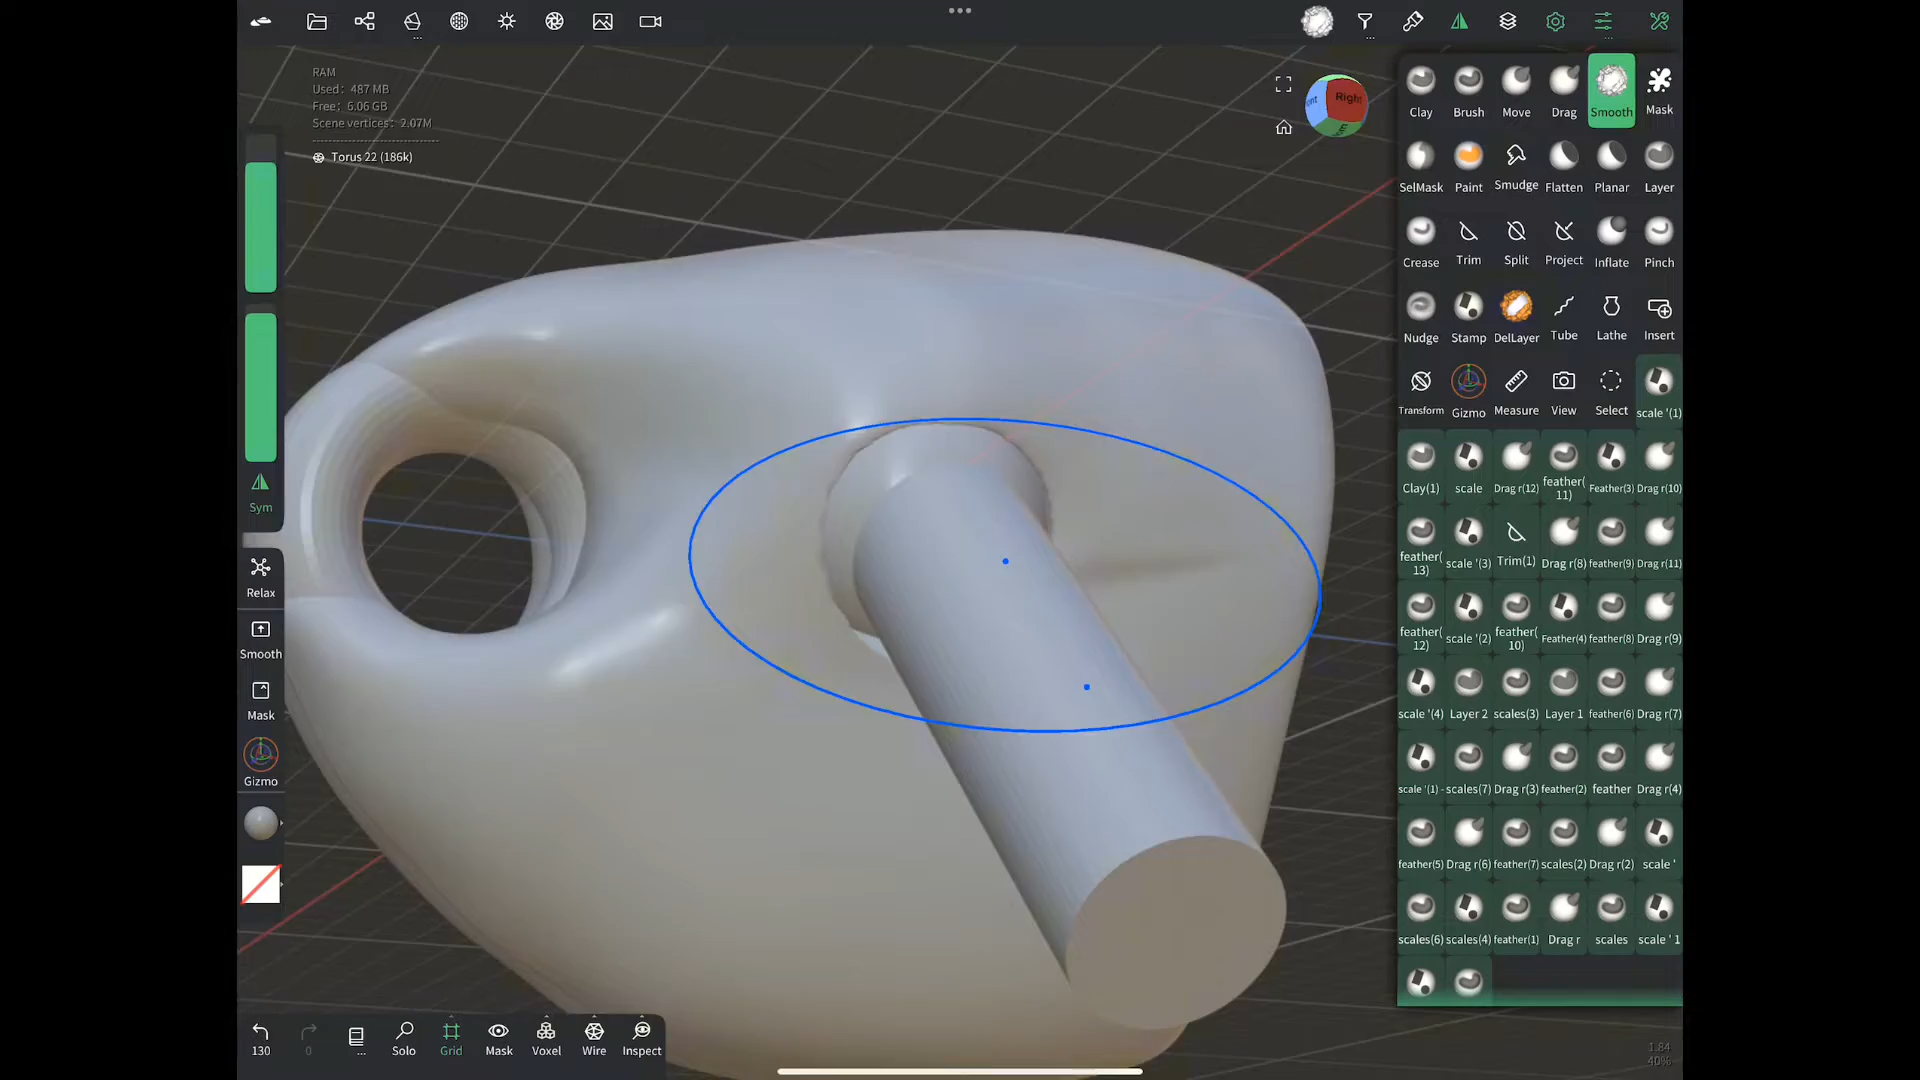 RAM
Used: 487 MB
Free: 6.06 GB
Scene vertices: 2.07M
Torus 22 (186k)
Right
Clay Brush Move Drag Smooth Mask
SelMask Paint Smudge Flatten Planar Layer
Crease Trim Split Project Inflate Pinch
Nudge Stamp DelLayer Tube Lathe Insert
Transform Gizmo Measure View Select scale '(1)
Clay(1) scale Drag r(12) feather(11) Feather(3) Drag r(10)
feather(13) scale '(3) Trim(1) Drag r(8) feather(9) Drag r(11)
feather(12) scale '(2) feather(10) Feather(4) feather(8) Drag r(9)
scale '(4) Layer 2 scales(3) Layer 1 feather(6) Drag r(7)
scale '(1) - scales(7) Drag r(3) feather(2) feather Drag r(4)
feather(5) Drag r(6) feather(7) scales(2) Drag r(2) scale '
scales(6) scales(4) feather(1) Drag r scales scale ' 1
Sym
Relax
Smooth
Mask
Gizmo
130 0 ... Solo Grid Mask Voxel Wire Inspect
1.84
40%